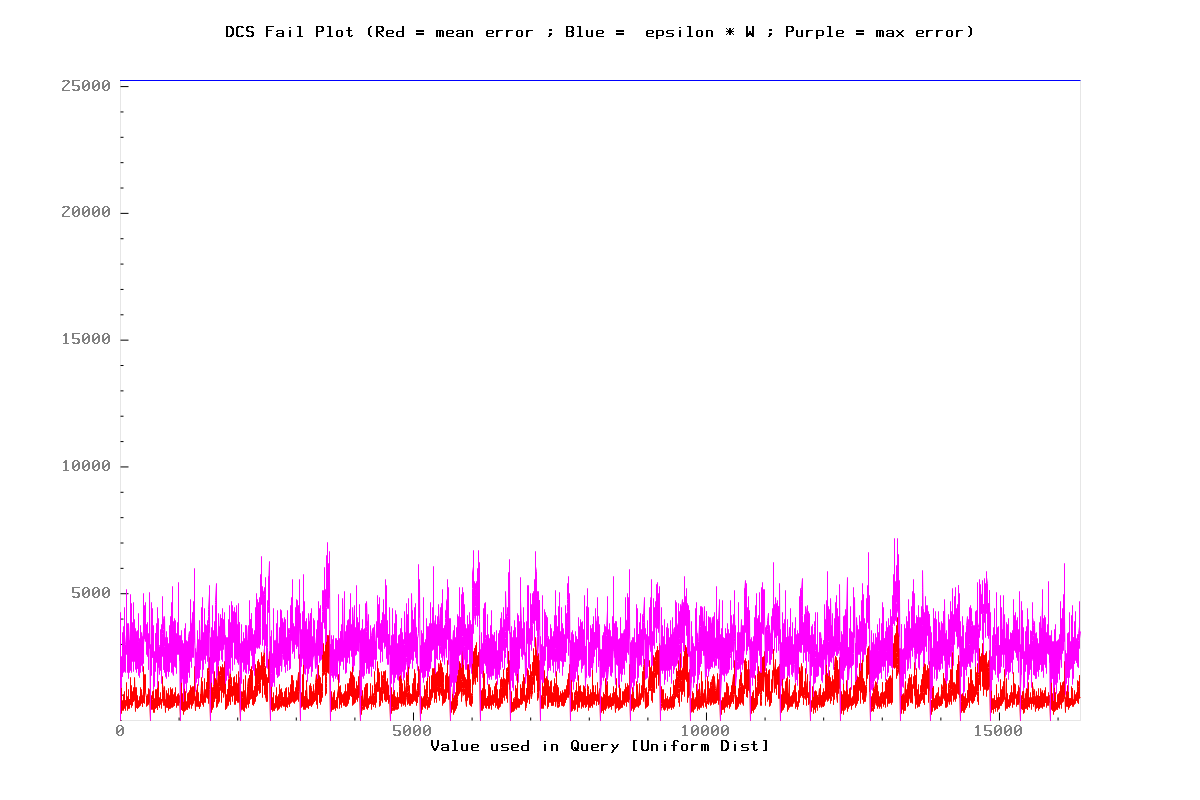 DCS Fail Plot (Red = mean error ; Blue =  epsilon * W ; Purple = max error)
25000
20000
15000
10000
5000
0 5000 10000 15000
Value used in Query [Uniform Dist]